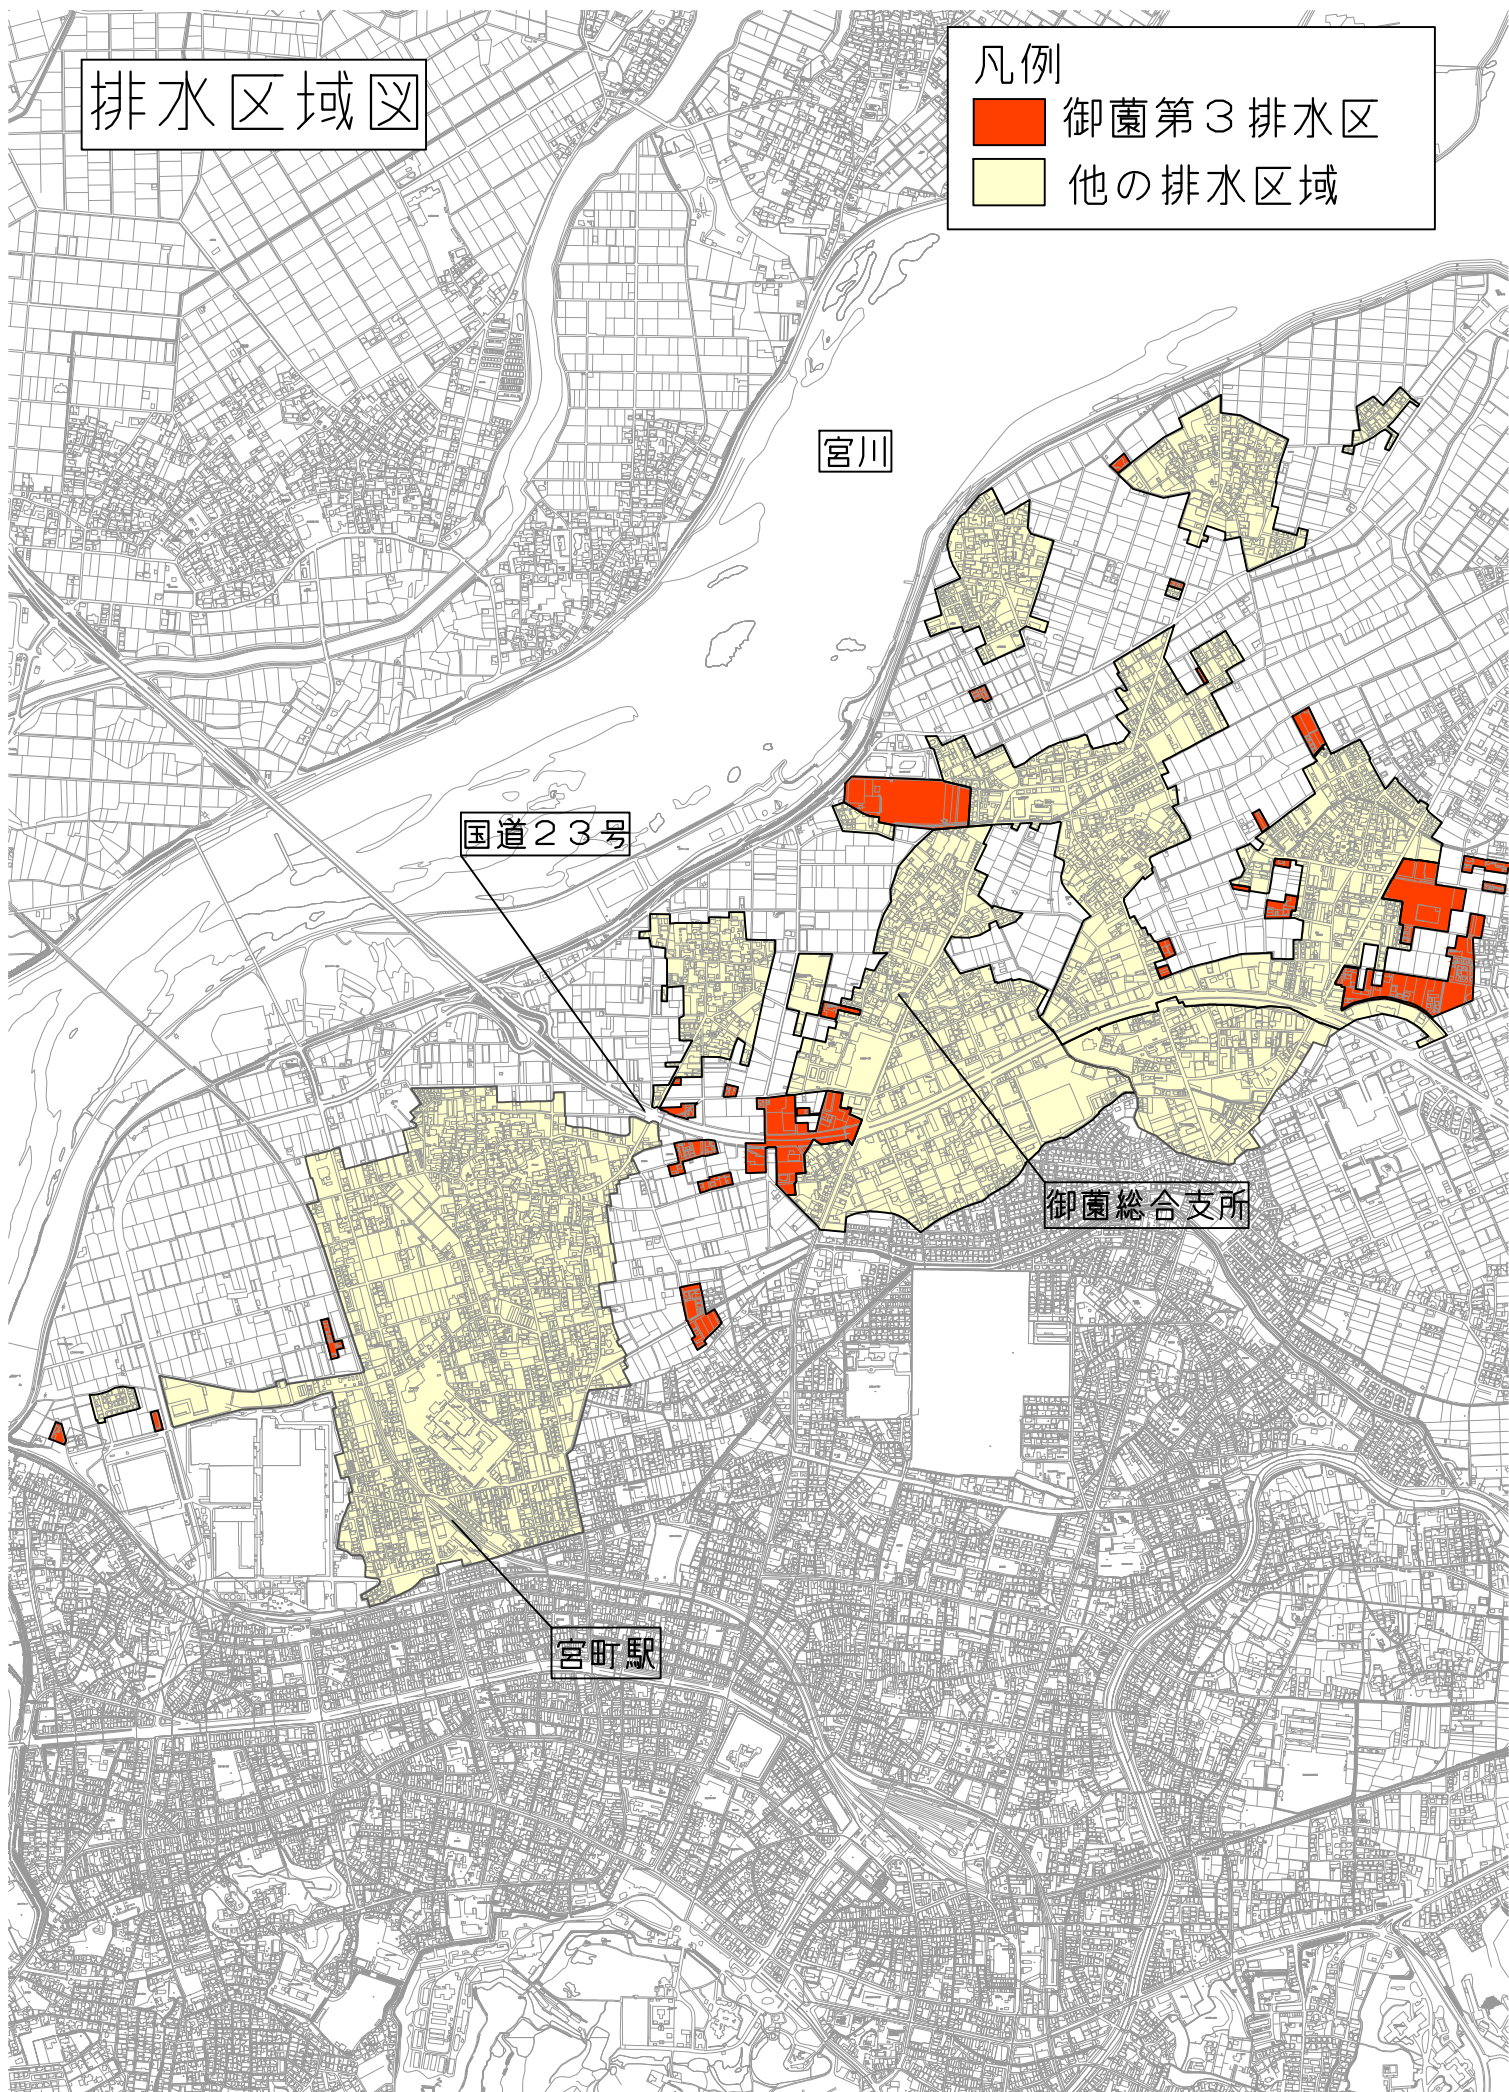 排水区域図
凡例
御薗第３排水区
他の排水区域
宮川
国道２３号
御薗総合支所
宮町駅